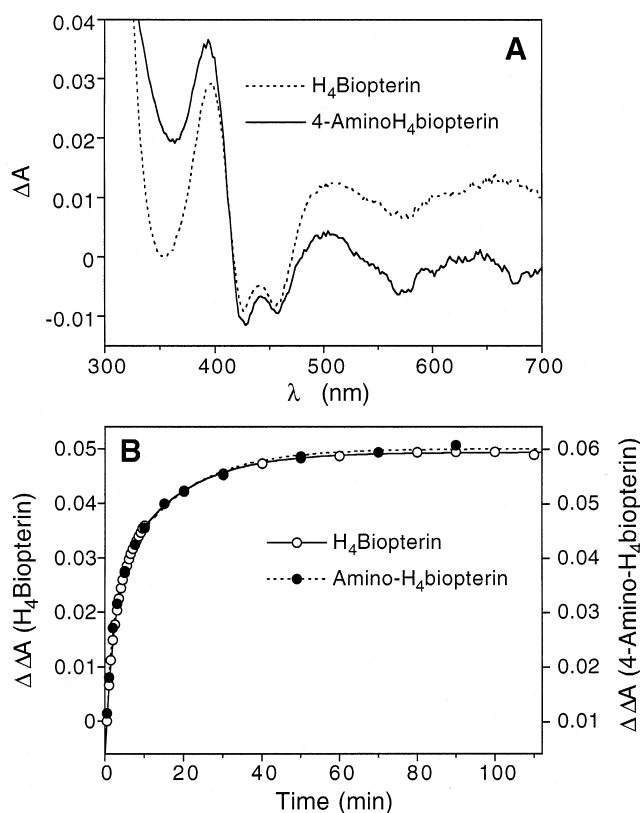 0.04
A
H₄Biopterin
0.03
4-AminoH₄biopterin
0.02
ΔA
0.01
0
-0.01
300 400 500 600 700
λ (nm)
B
0.05 0.06
0.04 0.05
H₄Biopterin
0.03 0.04
Amino-H₄biopterin
0.02 0.03
0.01 0.02
0 0.01
ΔΔA (H₄Biopterin)
ΔΔA (4-Amino-H₄biopterin)
0 20 40 60 80 100
Time (min)